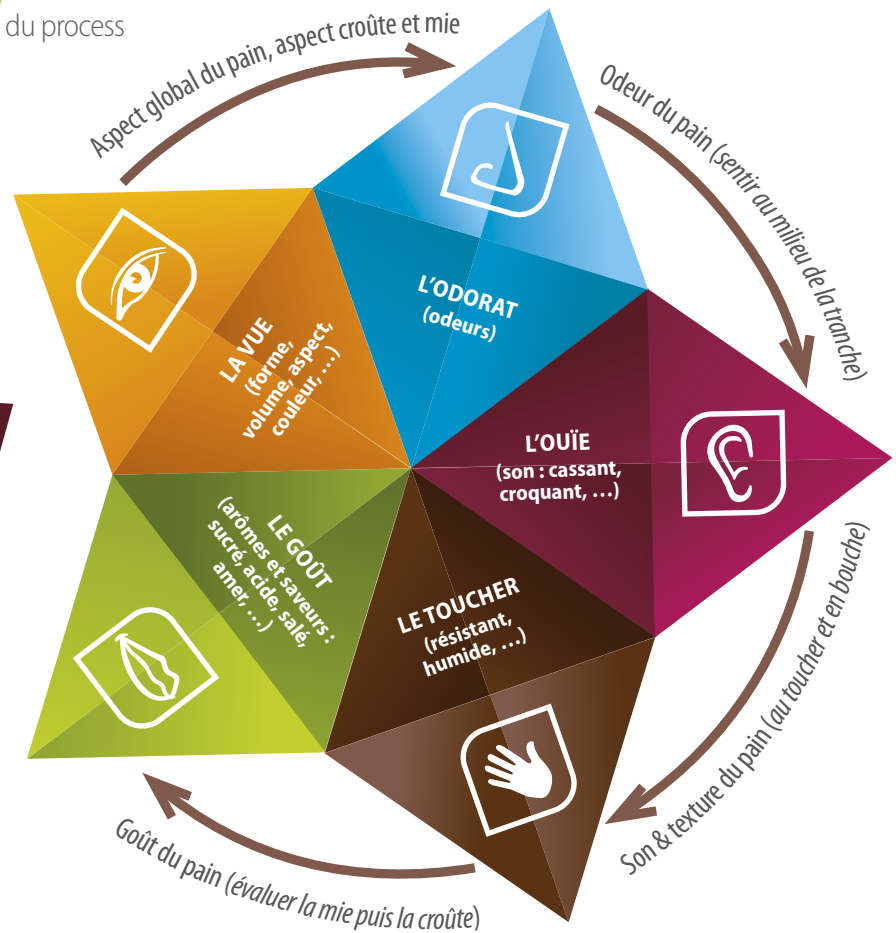 du process
Aspect global du pain, aspect croûte et mie
Odeur du pain (sentir au milieu de la tranche)
L'ODORAT
(odeurs)
LA VUE
(forme,
volume, aspect,
couleur, …)
L'OUÏE
(son : cassant,
croquant, …)
LE GOÛT
(arômes et saveurs :
sucré, acide, salé,
amer, …)
LE TOUCHER
(résistant,
humide, …)
Son & texture du pain (au toucher et en bouche)
Goût du pain (évaluer la mie puis la croûte)